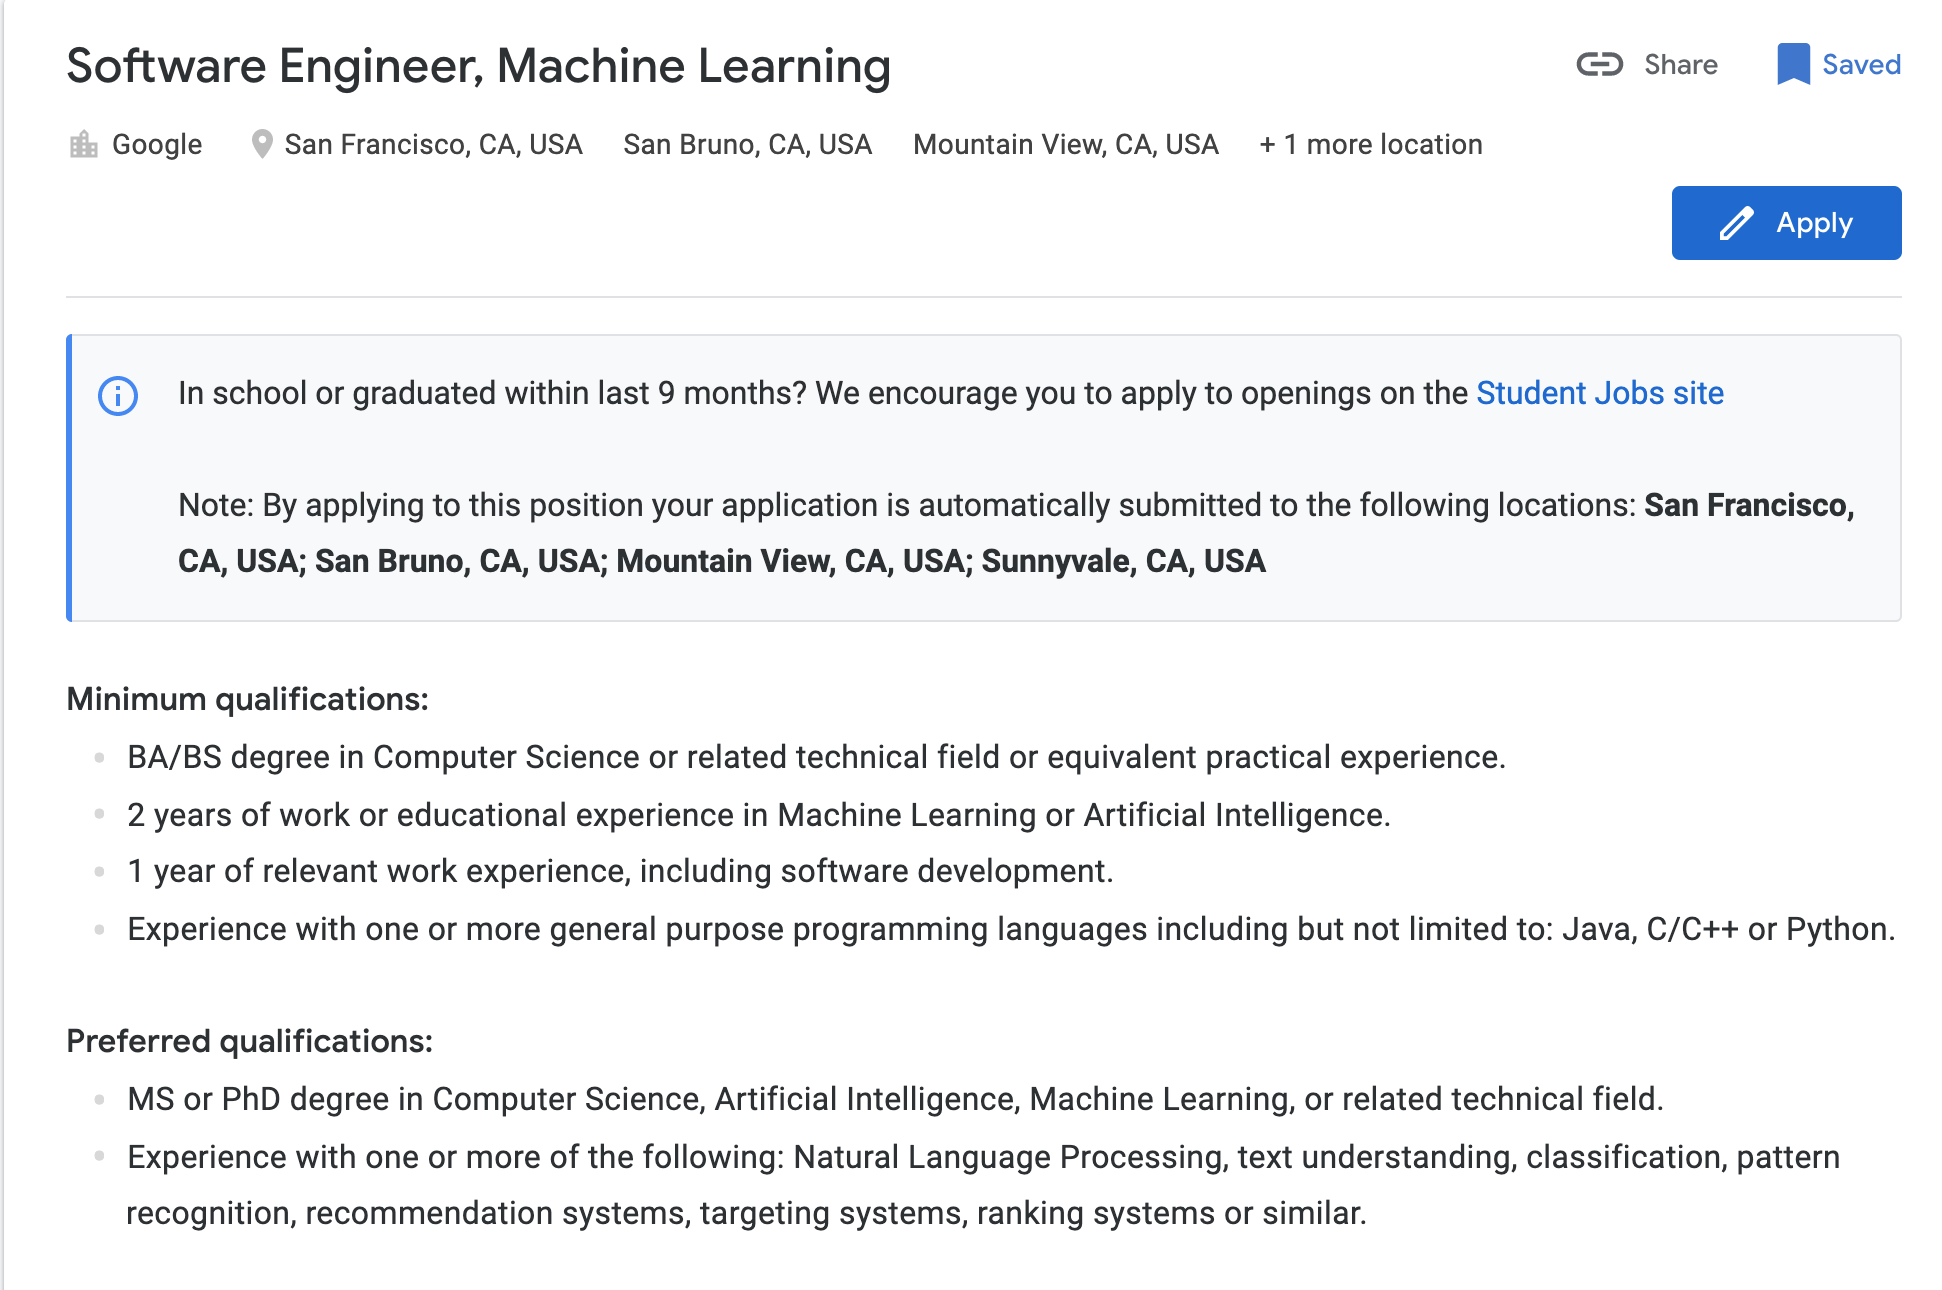 Software Engineer, Machine Learning
Share
Saved
Google
San Francisco, CA, USA
San Bruno, CA, USA
Mountain View, CA, USA
+ 1 more location
Apply
In school or graduated within last 9 months? We encourage you to apply to openings on the Student Jobs site
Note: By applying to this position your application is automatically submitted to the following locations: San Francisco,
CA, USA; San Bruno, CA, USA; Mountain View, CA, USA; Sunnyvale, CA, USA
Minimum qualifications:
BA/BS degree in Computer Science or related technical field or equivalent practical experience.
2 years of work or educational experience in Machine Learning or Artificial Intelligence.
1 year of relevant work experience, including software development.
Experience with one or more general purpose programming languages including but not limited to: Java, C/C++ or Python.
Preferred qualifications:
MS or PhD degree in Computer Science, Artificial Intelligence, Machine Learning, or related technical field.
Experience with one or more of the following: Natural Language Processing, text understanding, classification, pattern
recognition, recommendation systems, targeting systems, ranking systems or similar.